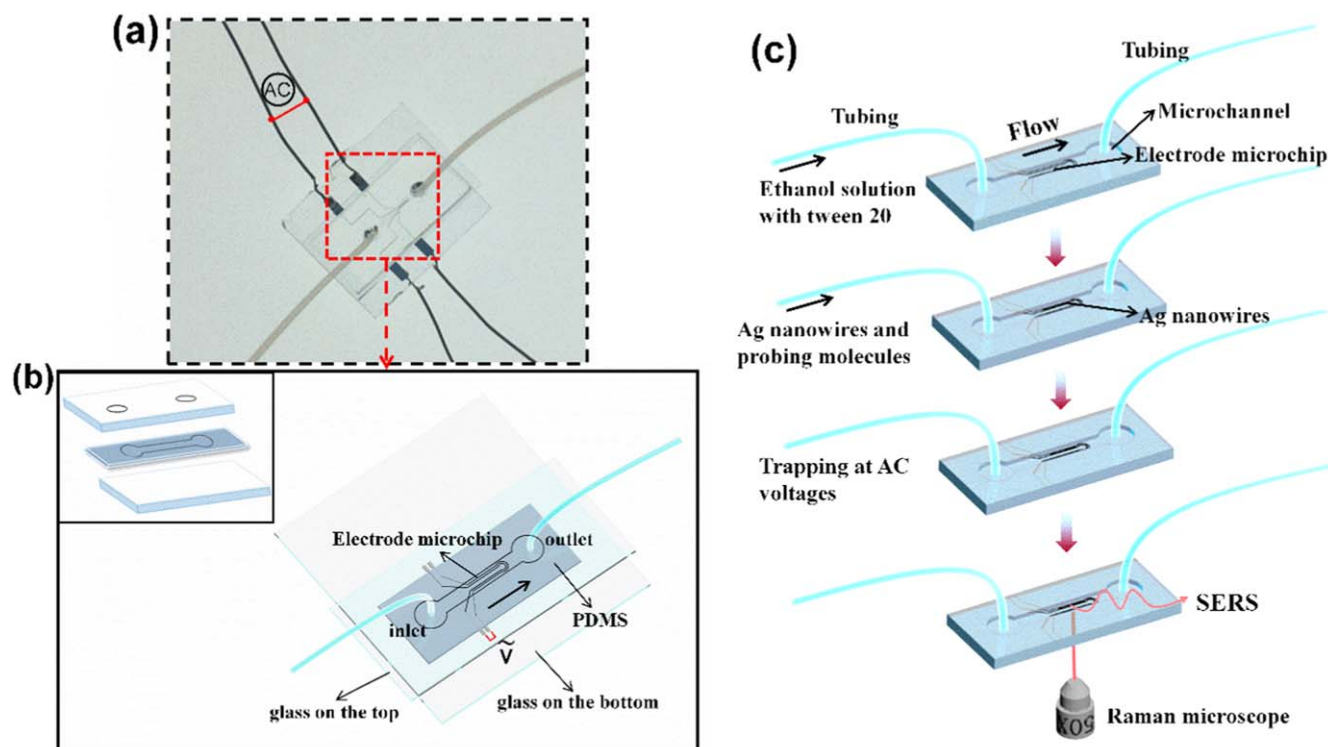 (a)
AC
(b)
Electrode microchip
outlet
inlet
PDMS
~
V
glass on the top
glass on the bottom
(c)
Tubing
Tubing
Flow
Microchannel
Electrode microchip
Ethanol solution
with tween 20
Ag nanowires and
probing molecules
Ag nanowires
Trapping at AC
voltages
SERS
50X
Raman microscope